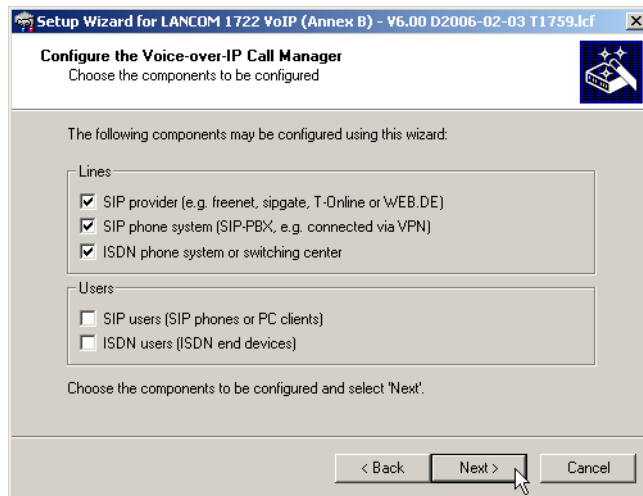 Setup Wizard for LANCOM 1722 VoIP (Annex B) - V6.00 D2006-02-03 T1759.lcf
Configure the Voice-over-IP Call Manager
Choose the components to be configured
The following components may be configured using this wizard:
Lines
SIP provider (e.g. freenet, sipgate, T-Online or WEB.DE)
SIP phone system (SIP-PBX, e.g. connected via VPN)
ISDN phone system or switching center
Users
SIP users (SIP phones or PC clients)
ISDN users (ISDN end devices)
Choose the components to be configured and select 'Next'.
< Back Next > Cancel